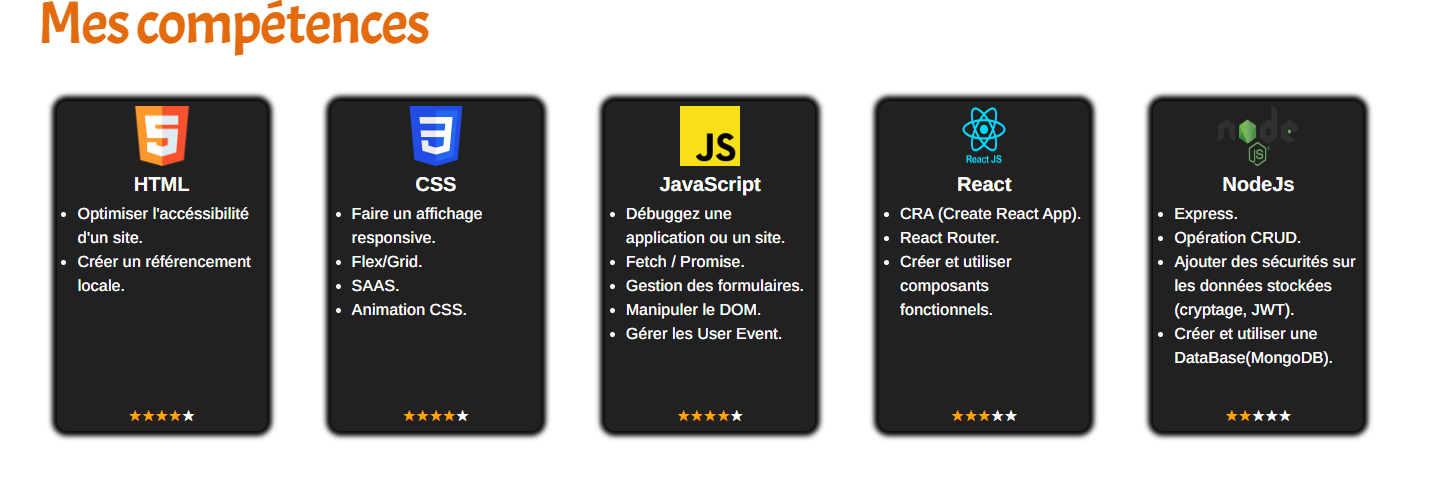 Mes compétences
HTML
Optimiser l'accéssibilité
d'un site.
Créer un référencement
locale.
CSS
Faire un affichage
responsive.
Flex/Grid.
SAAS.
Animation CSS.
JS
JavaScript
Débuggez une
application ou un site.
Fetch / Promise.
Gestion des formulaires.
Manipuler le DOM.
Gérer les User Event.
React JS
React
CRA (Create React App).
React Router.
Créer et utiliser
composants
fonctionnels.
node
JS
NodeJs
Express.
Opération CRUD.
Ajouter des sécurités sur
les données stockées
(cryptage, JWT).
Créer et utiliser une
DataBase(MongoDB).